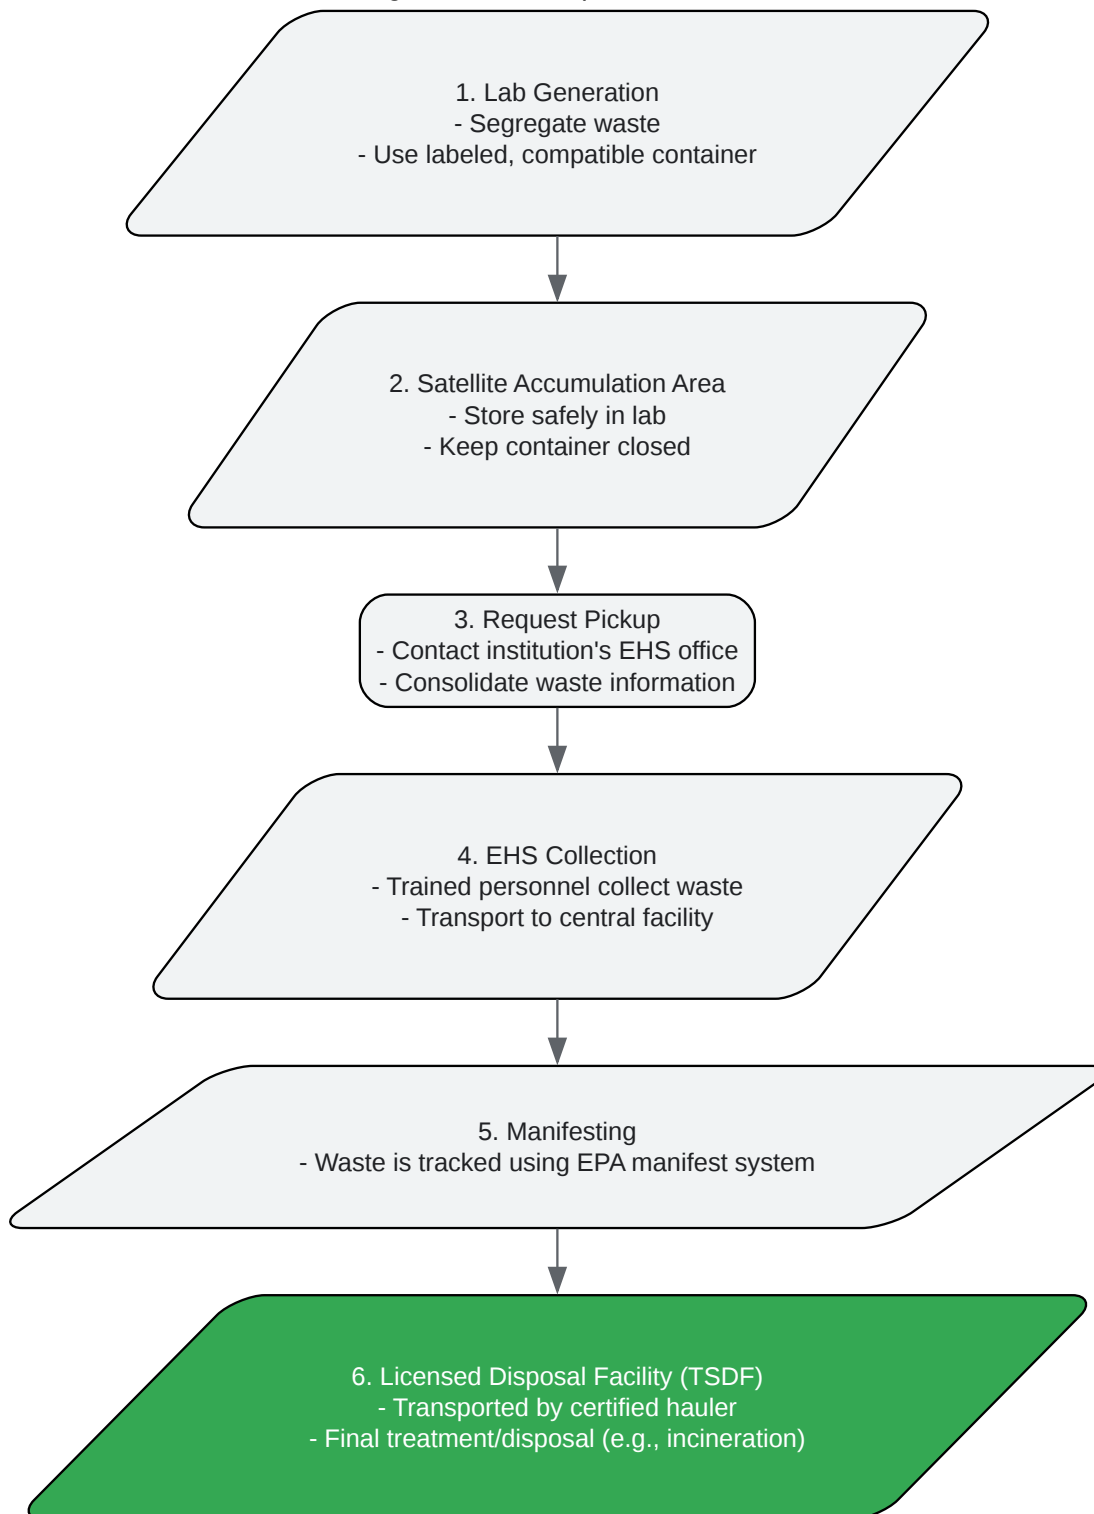 1. Lab Generation
- Segregate waste
- Use labeled, compatible container
2. Satellite Accumulation Area
- Store safely in lab
- Keep container closed
3. Request Pickup
- Contact institution's EHS office
- Consolidate waste information
4. EHS Collection
- Trained personnel collect waste
- Transport to central facility
5. Manifesting
- Waste is tracked using EPA manifest system
6. Licensed Disposal Facility (TSDF)
- Transported by certified hauler
- Final treatment/disposal (e.g., incineration)